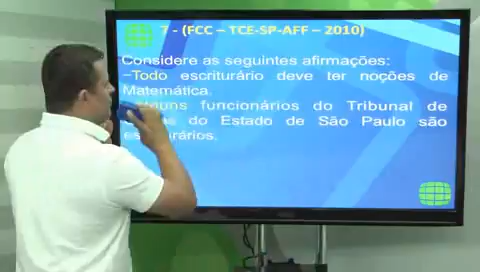 7 - (FCC – TCE-SP-AFF – 2010)
Considere as seguintes afirmações:
–Todo escriturário deve ter noções de
Matemática.
funcionários do Tribunal de
do Estado de São Paulo são